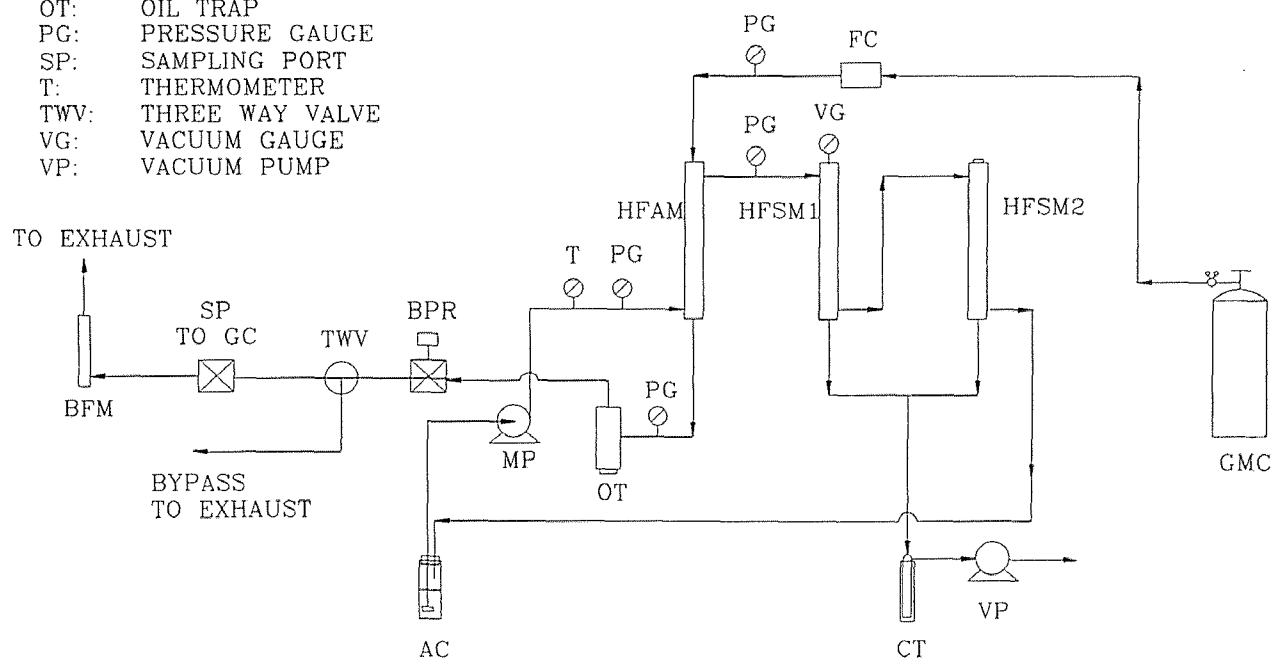 OT: OIL TRAP
PG: PRESSURE GAUGE
SP: SAMPLING PORT
T: THERMOMETER
TWV: THREE WAY VALVE
VG: VACUUM GAUGE
VP: VACUUM PUMP
PG
FC
PG
VG
HFAM
HFSM1
HFSM2
TO EXHAUST
T
PG
SP
TO GC
TWV
BPR
BFM
PG
MP
OT
GMC
BYPASS
TO EXHAUST
AC
CT
VP